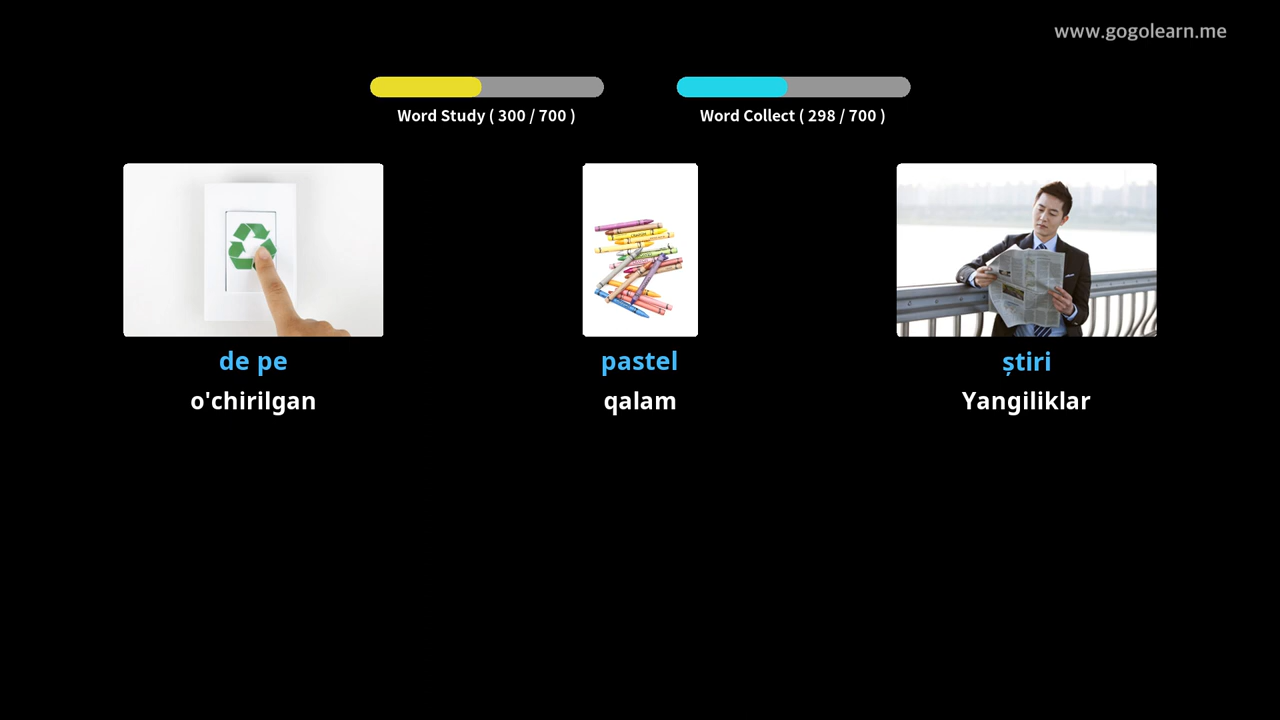 www.gogolearn.me
Word Study ( 300 / 700 )
Word Collect ( 298 / 700 )
de pe
o'chirilgan
pastel
qalam
știri
Yangiliklar